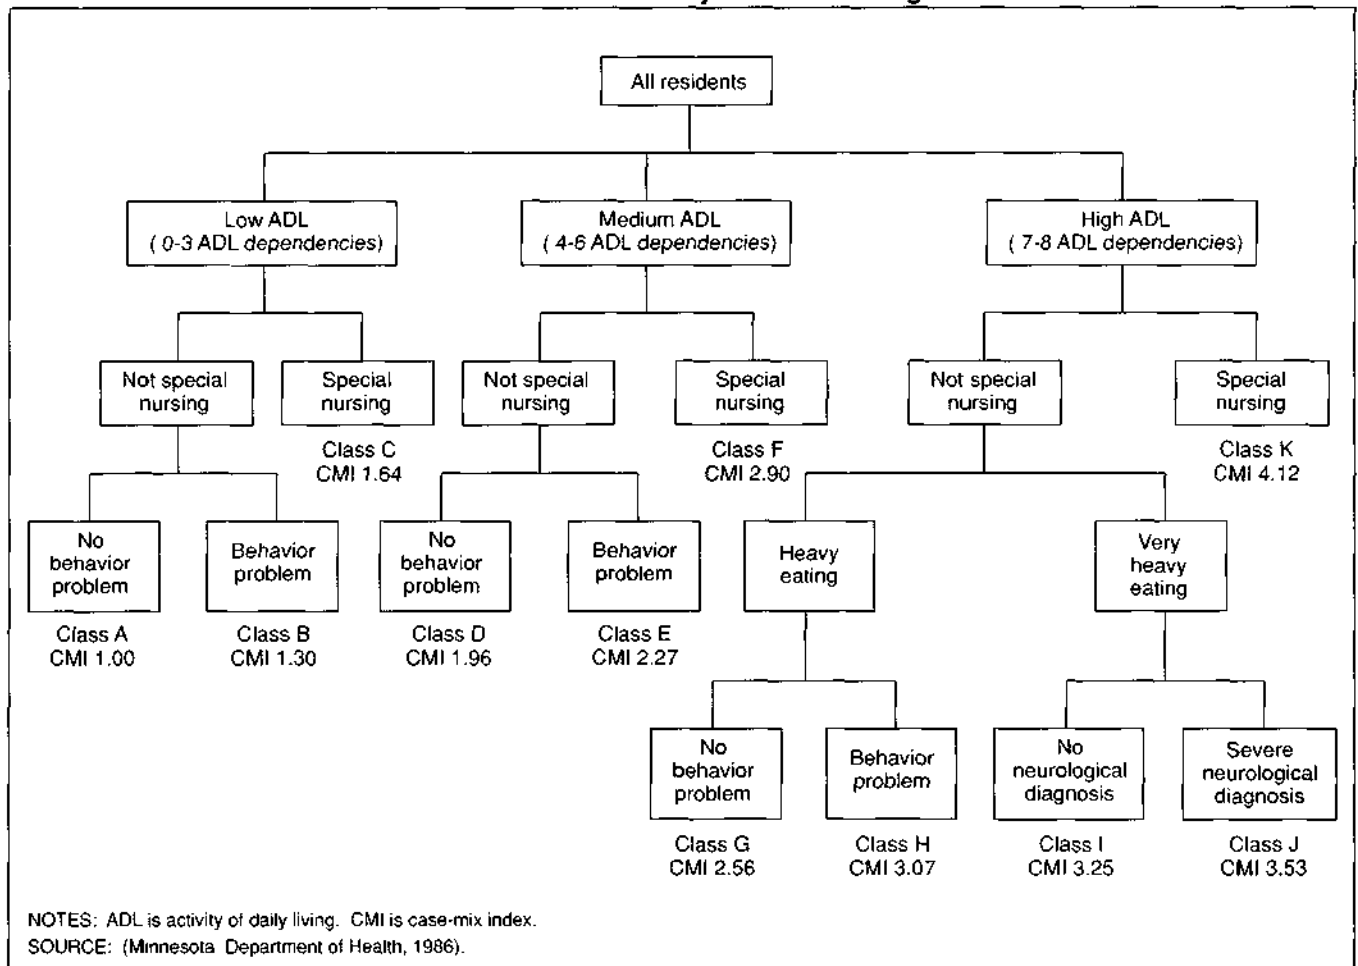 All residents
Low ADL
( 0-3 ADL dependencies)
Medium ADL
( 4-6 ADL dependencies)
High ADL
( 7-8 ADL dependencies)
Not special
nursing
Special
nursing
Class C
CMI 1.64
Not special
nursing
Special
nursing
Class F
CMI 2.90
Not special
nursing
Special
nursing
Class K
CMI 4.12
No
behavior
problem
Class A
CMI 1.00
Behavior
problem
Class B
CMI 1.30
No
behavior
problem
Class D
CMI 1.96
Behavior
problem
Class E
CMI 2.27
Heavy
eating
Very
heavy
eating
No
behavior
problem
Class G
CMI 2.56
Behavior
problem
Class H
CMI 3.07
No
neurological
diagnosis
Class I
CMI 3.25
Severe
neurological
diagnosis
Class J
CMI 3.53
NOTES: ADL is activity of daily living. CMI is case-mix index.
SOURCE: (Minnesota Department of Health, 1986).